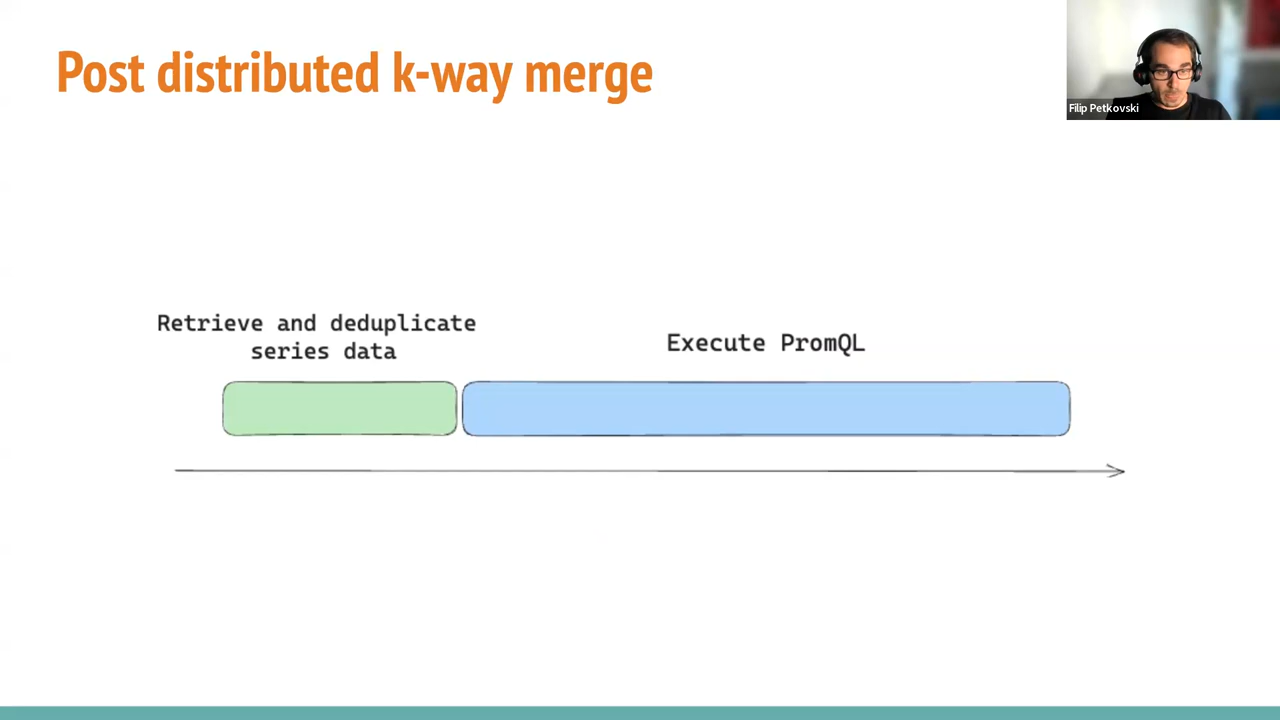 Post distributed k-way merge
Filip Petkovski
Retrieve and deduplicate
series data
Execute PromQL